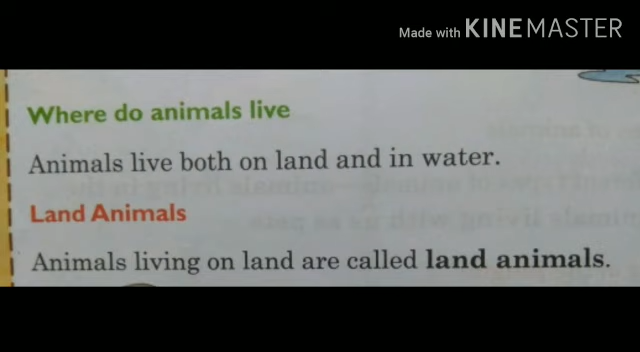 Made with KINEMASTER
Where do animals live
Animals live both on land and in water.
Land Animals
Animals living on land are called land animals.